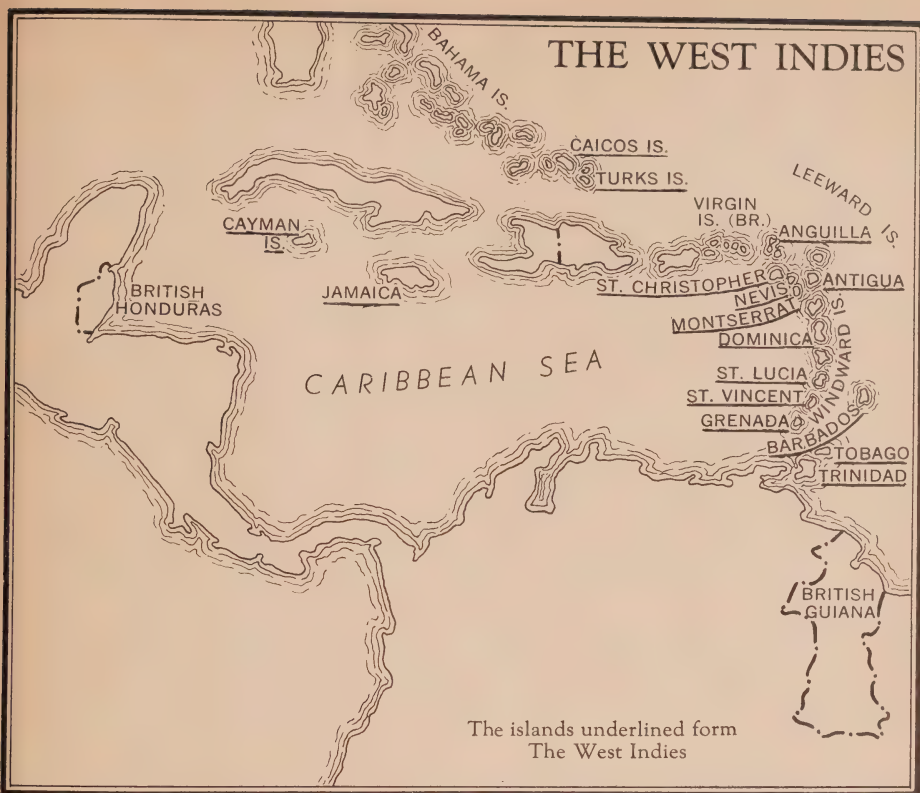 THE WEST INDIES
BAHAMA IS.
CAICOS IS.
TURKS IS.
LEEWARD IS.
VIRGIN
IS. (BR.)
ANGUILLA
CAYMAN
IS.
JAMAICA
BRITISH
HONDURAS
ST. CHRISTOPHER
NEVIS
MONTSERRAT
ANTIGUA
DOMINICA
WINDWARD IS.
CARIBBEAN SEA
ST. LUCIA
ST. VINCENT
GRENADA
BARBADOS
TOBAGO
TRINIDAD
BRITISH
GUIANA
The islands underlined form
The West Indies